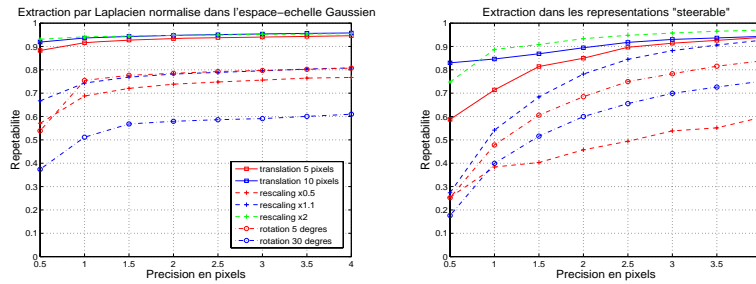 Extraction par Laplacien normalise dans l'espace-echelle Gaussien
1
0.9
0.8
0.7
0.6
0.5
0.4
0.3
0.2
0.1
0
Repetabilite
0.5 1 1.5 2 2.5 3 3.5 4
Precision en pixels
translation 5 pixels
translation 10 pixels
rescaling x0.5
rescaling x1.1
rescaling x2
rotation 5 degres
rotation 30 degres
Extraction dans les representations "steerable"
1
0.9
0.8
0.7
0.6
0.5
0.4
0.3
0.2
0.1
0
Repetabilite
0.5 1 1.5 2 2.5 3 3.5
Precision en pixels